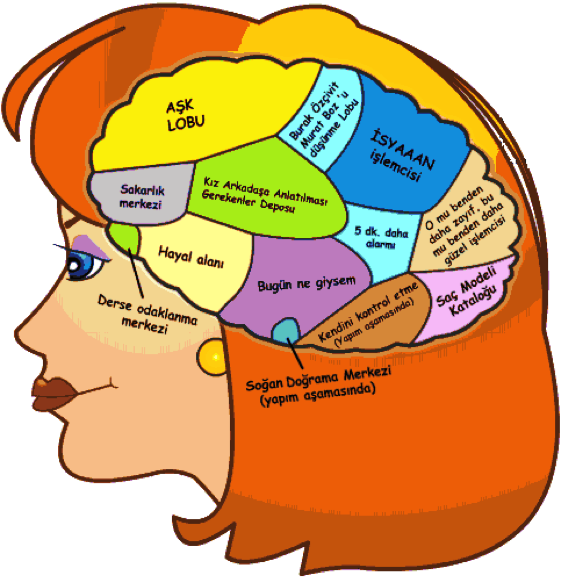 AŞK
LOBU
Burak Özçivit
Murat Boz 'u
düşünme Lobu
İSYAAAN
işlemcisi
Sakarlık
merkezi
Kız Arkadaşa Anlatılması
Gerekenler Deposu
O mu benden
daha zayıf, bu
mu benden daha
güzel işlemcisi
5 dk. daha
alarmı
Hayal alanı
Bugün ne giysem
Derse odaklanma
merkezi
Kendini kontrol etme
(Yapım aşamasında)
Saç Modeli
Kataloğu
Soğan Doğrama Merkezi
(yapım aşamasında)